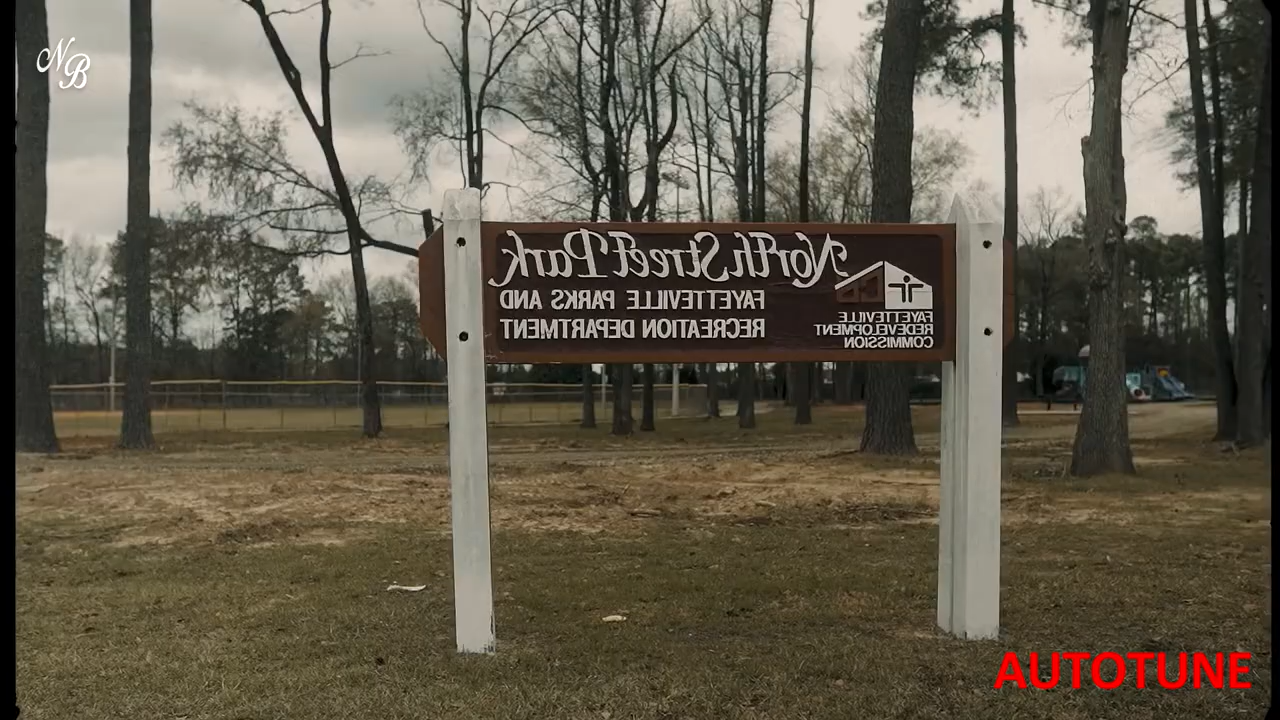 NB
North Street Park
FAYETTEVILLE PARKS AND
RECREATION DEPARTMENT
FAYETTEVILLE
REDEVELOPMENT
COMMISSION
AUTOTUNE